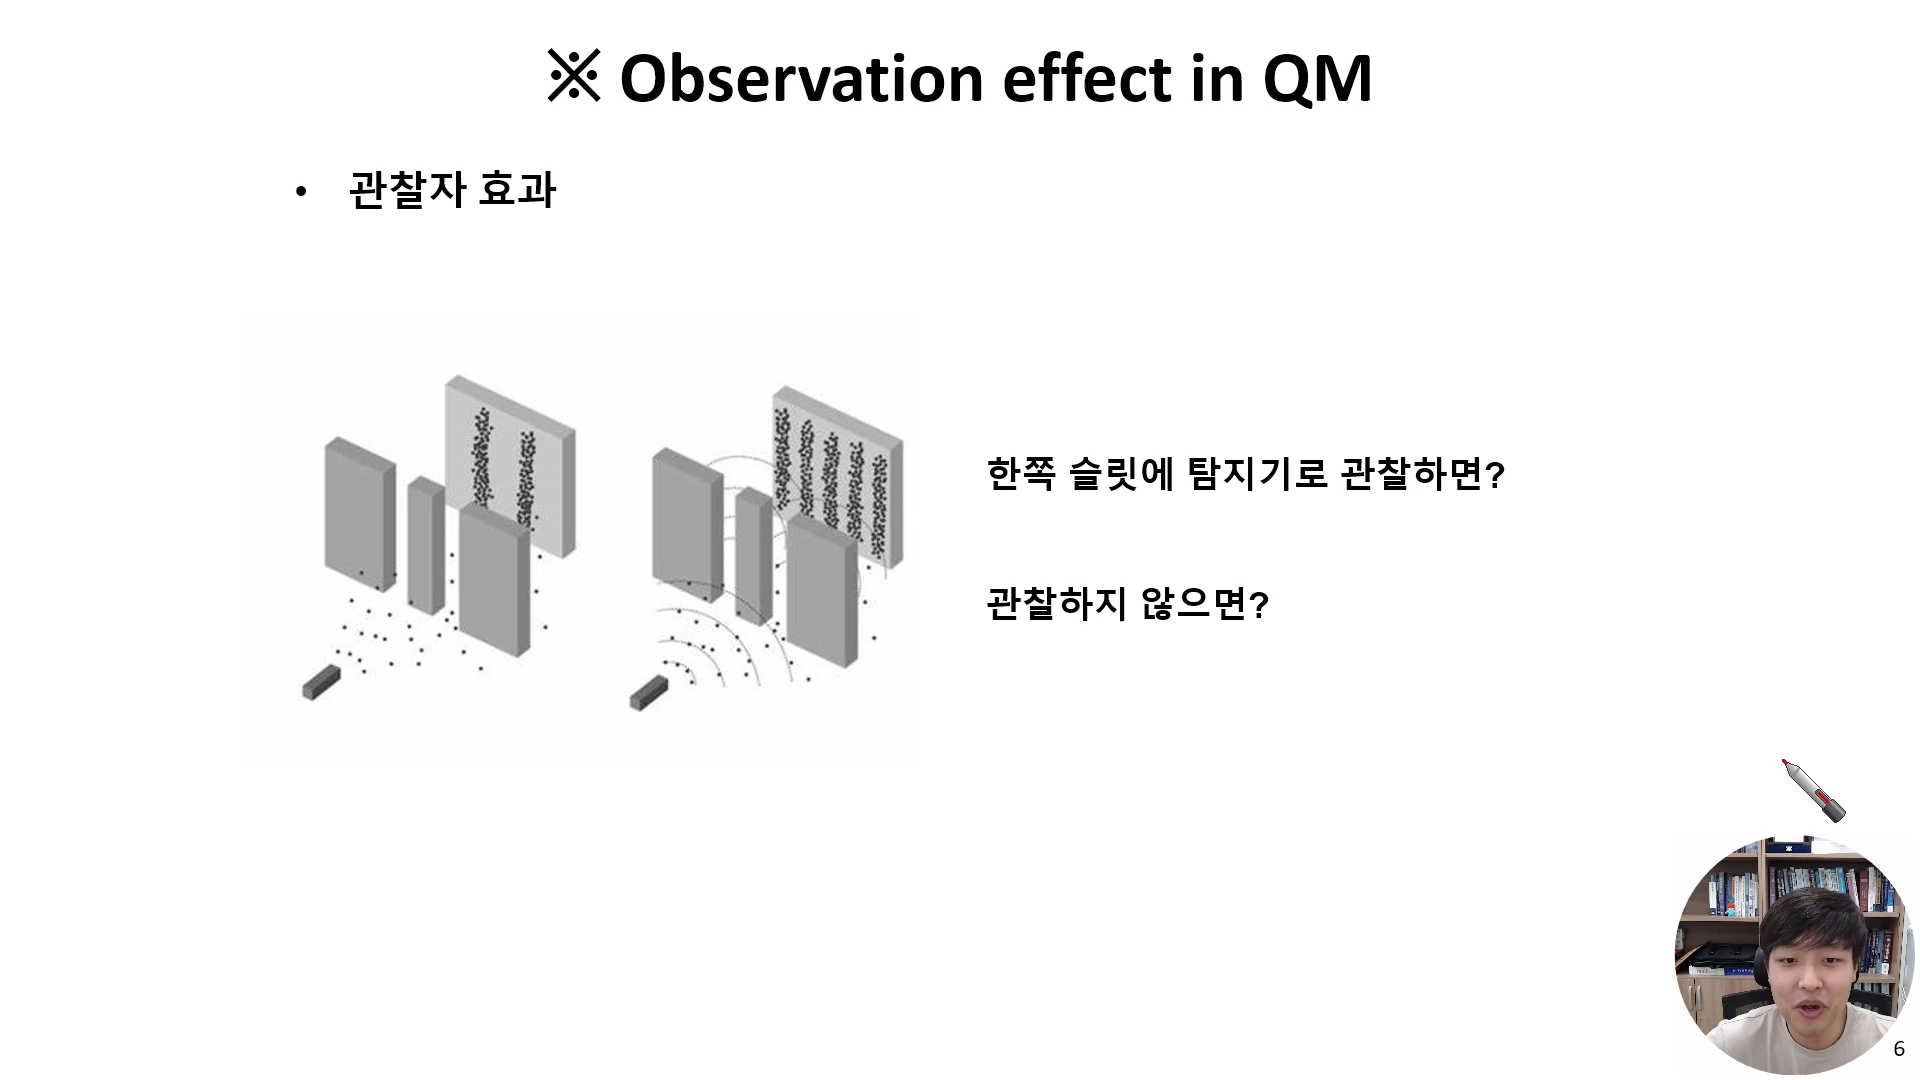 ※ Observation effect in QM
• 관찰자 효과
한쪽 슬릿에 탐지기로 관찰하면?
관찰하지 않으면?
6